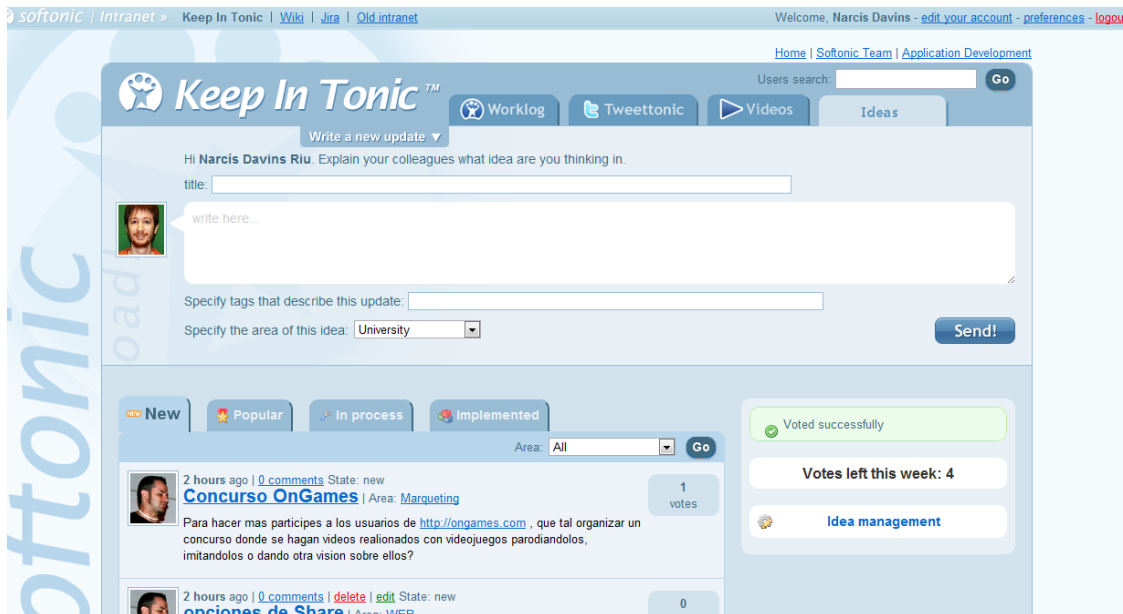 softonic | Intranet » Keep In Tonic | Wiki | Jira | Old intranet Welcome, Narcís Davins - edit your account - preferences - logou
Home | Softonic Team | Application Development
Keep In Tonic ™
Users search: Go
Worklog Tweettonic Videos Ideas
Write a new update ▼
Hi Narcís Davins Riu. Explain your colleagues what idea are you thinking in.
title:
write here...
Specify tags that describe this update:
Specify the area of this idea: University
Send!
softonic
oad!
NEW New Popular In process Implemented
Area: All Go
2 hours ago | 0 comments State: new
Concurso OnGames | Area: Marqueting
1
votes
Para hacer mas participes a los usuarios de http://ongames.com , que tal organizar un
concurso donde se hagan videos realionados con videojuegos parodiandolos,
imitandolos o dando otra vision sobre ellos?
2 hours ago | 0 comments | delete | edit State: new
opciones de Share | Area: WEB
0
Voted successfully
Votes left this week: 4
Idea management